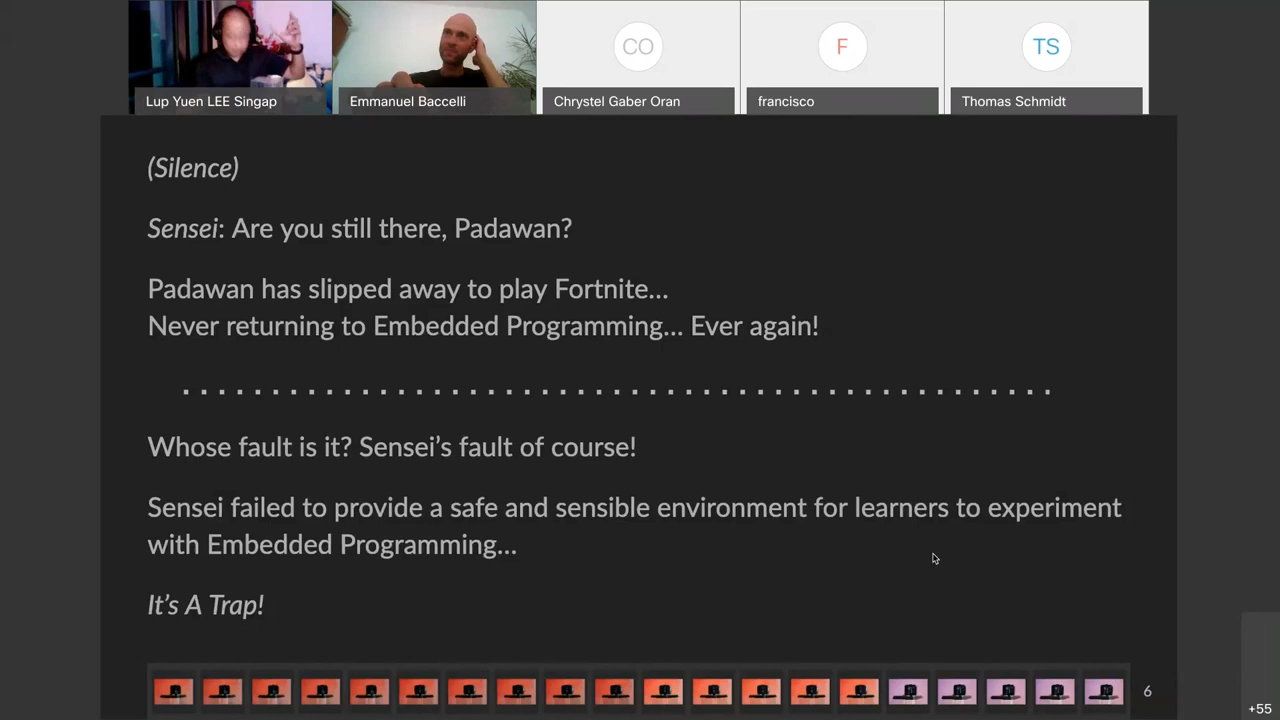 CO
F
TS
Lup Yuen LEE Singap
Emmanuel Baccelli
Chrystel Gaber Oran
francisco
Thomas Schmidt
(Silence)
Sensei: Are you still there, Padawan?
Padawan has slipped away to play Fortnite...
Never returning to Embedded Programming... Ever again!
. . . . . . . . . . . . . . . . . . . . . . . . . . . . . . . . . . . . . . . . . . . . . . . . .
Whose fault is it? Sensei's fault of course!
Sensei failed to provide a safe and sensible environment for learners to experiment
with Embedded Programming...
It's A Trap!
6
+55